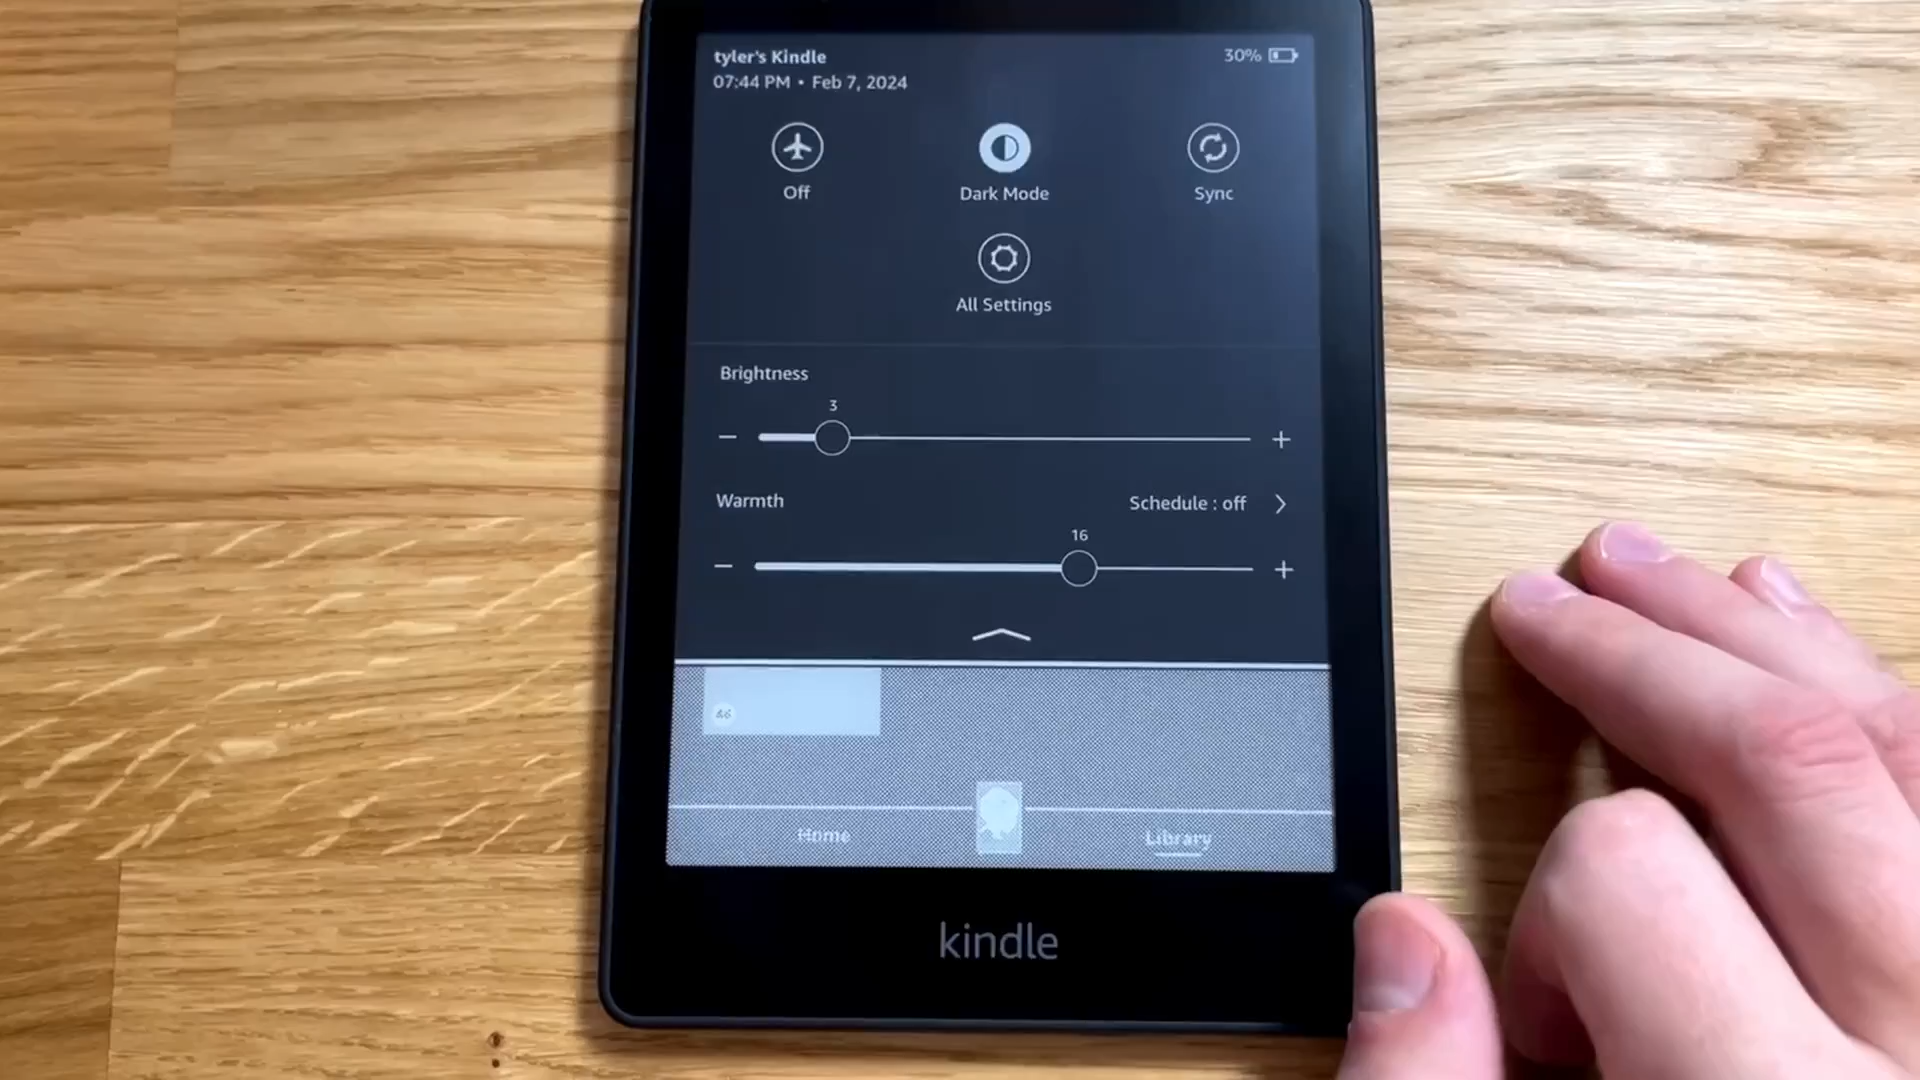 tyler's Kindle
30%
07:44 PM • Feb 7, 2024
Off
Dark Mode
Sync
All Settings
Brightness
3
Warmth
Schedule : off
16
Home
Library
kindle